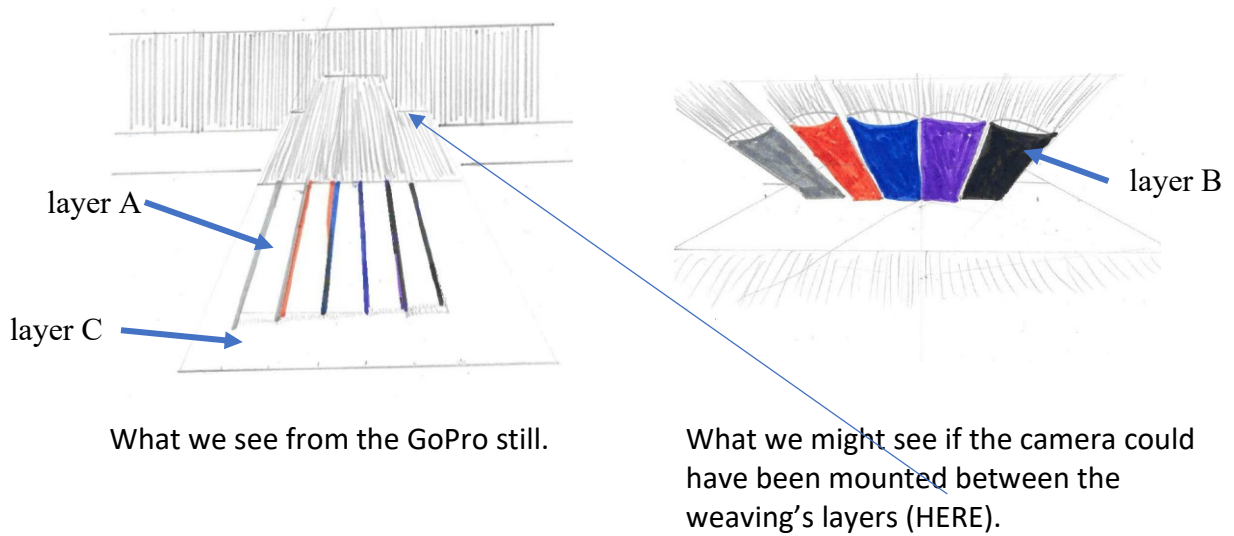 layer A
layer B
layer C
What we see from the GoPro still.
What we might see if the camera could
have been mounted between the
weaving’s layers (HERE).